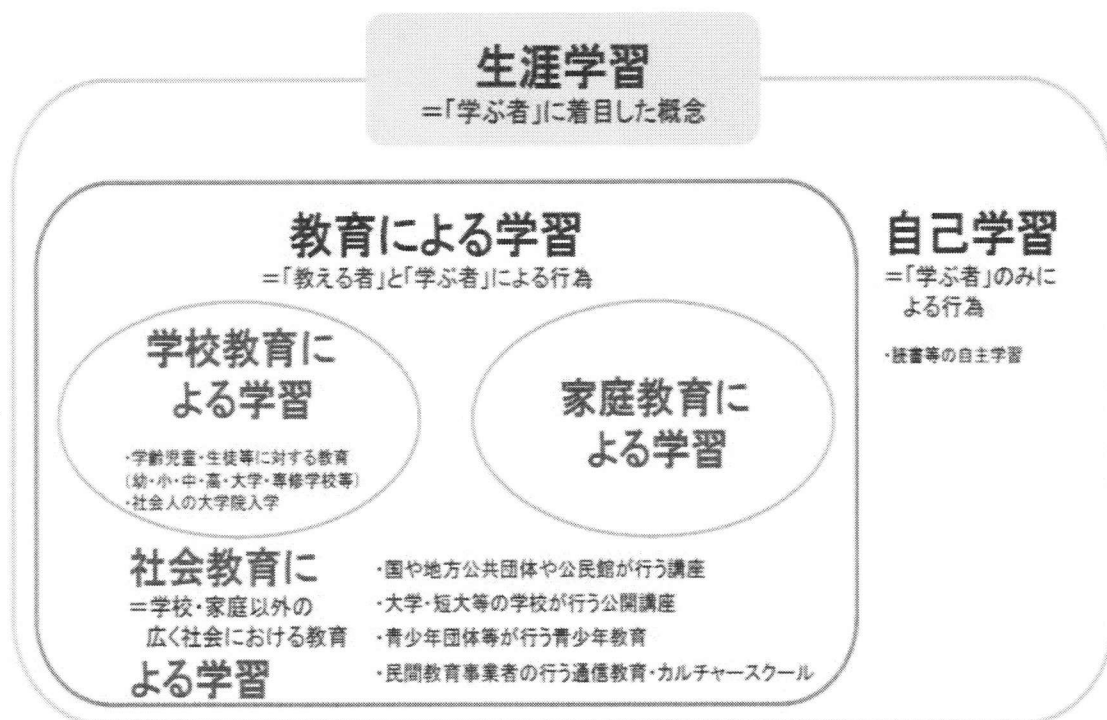 生涯学習
=「学ぶ者」に着目した概念
教育による学習
=「教える者」と「学ぶ者」による行為
学校教育に
よる学習
・学齢児童・生徒等に対する教育
(幼・小・中・高・大学・専修学校等)
・社会人の大学院入学
家庭教育に
よる学習
社会教育に
=学校・家庭以外の
広く社会における教育
よる学習
・国や地方公共団体や公民館が行う講座
・大学・短大等の学校が行う公開講座
・青少年団体等が行う青少年教育
・民間教育事業者の行う通信教育・カルチャースクール
自己学習
=「学ぶ者」のみに
よる行為
・読書等の自主学習